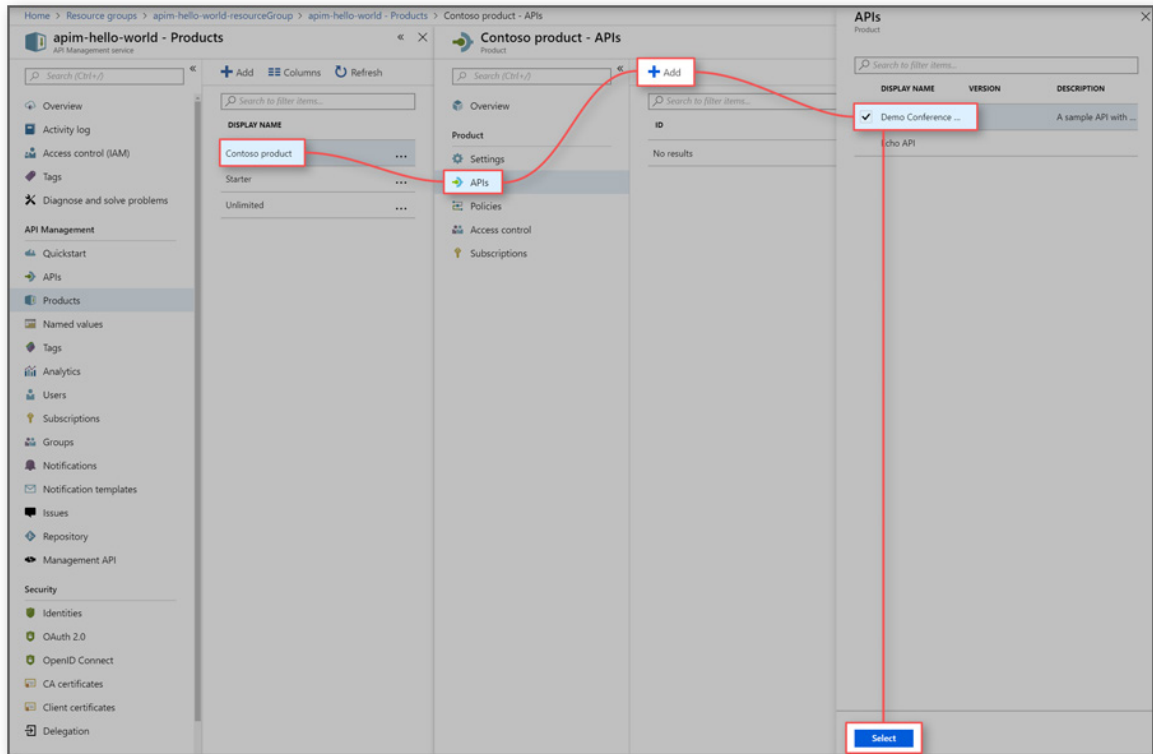 Home > Resource groups > apim-hello-world-resourceGroup > apim-hello-world - Products > Contoso product - APIs
apim-hello-world - Products
API Management service
Search (Ctrl+/)
Overview
Activity log
Access control (IAM)
Tags
Diagnose and solve problems
API Management
Quickstart
APIs
Products
Named values
Tags
Analytics
Users
Subscriptions
Groups
Notifications
Notification templates
Issues
Repository
Management API
Security
Identities
OAuth 2.0
OpenID Connect
CA certificates
Client certificates
Delegation
Add Columns Refresh
Search to filter items...
DISPLAY NAME
Contoso product ...
Starter ...
Unlimited ...
Contoso product - APIs
Product
Search (Ctrl+/)
Overview
Product
Settings
APIs
Policies
Access control
Subscriptions
Add
Search to filter items...
ID
No results
APIs
Product
Search to filter items...
DISPLAY NAME VERSION DESCRIPTION
Demo Conference ... A sample API with ...
Echo API
Select